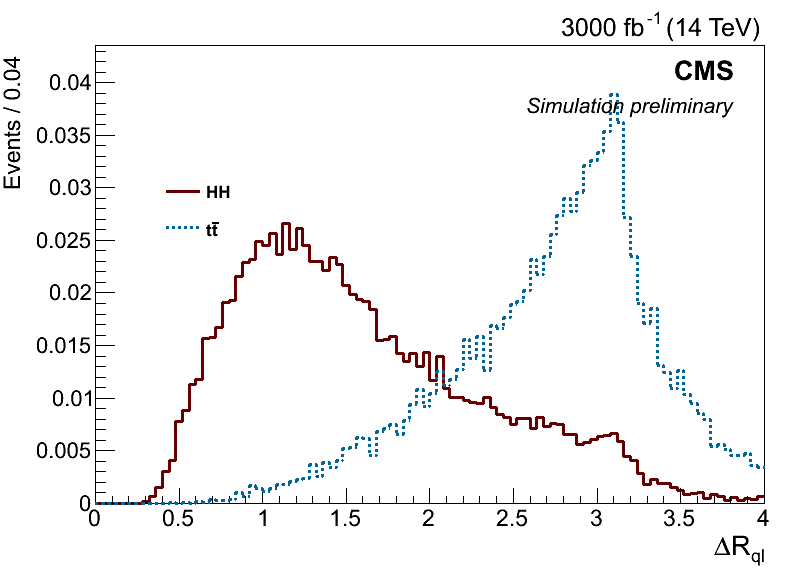 3000 fb⁻¹ (14 TeV)
CMS
Simulation preliminary
Events / 0.04
0.04
0.035
0.03
0.025
0.02
0.015
0.01
0.005
0
HH
tt̄
0 0.5 1 1.5 2 2.5 3 3.5 4
ΔR_ql